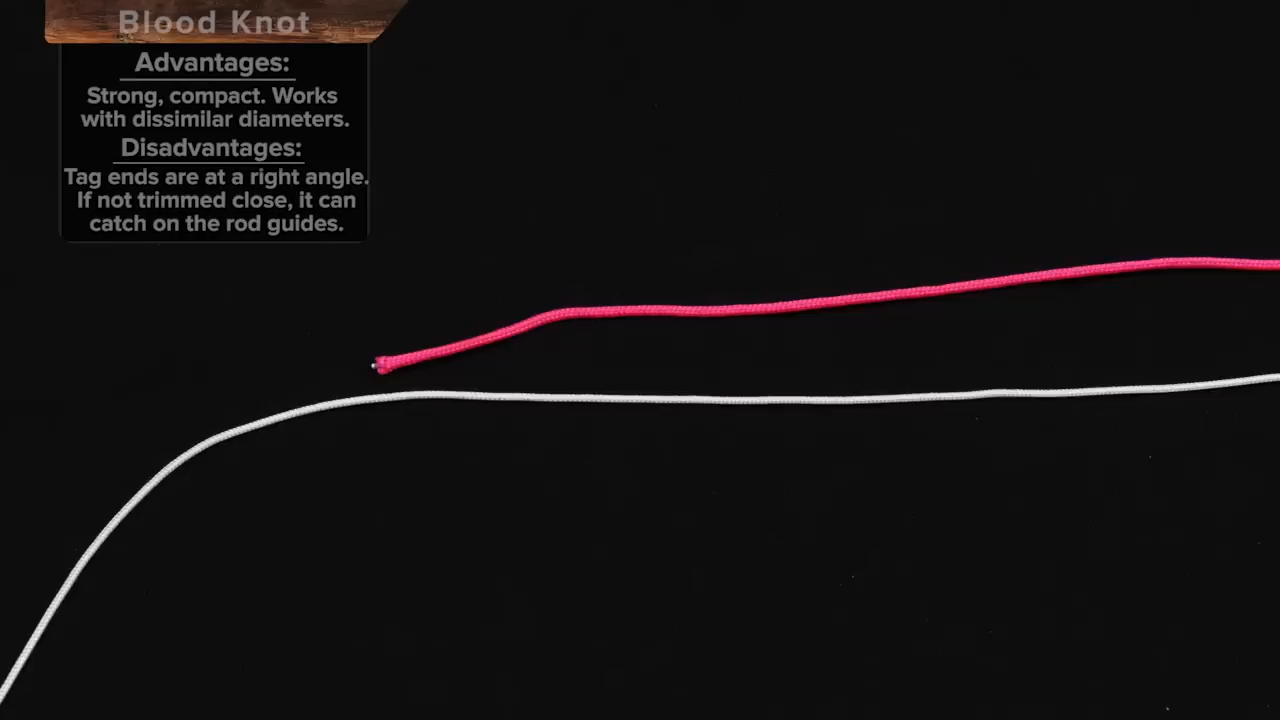 Blood Knot
Advantages:
Strong, compact. Works
with dissimilar diameters.
Disadvantages:
Tag ends are at a right angle.
If not trimmed close, it can
catch on the rod guides.